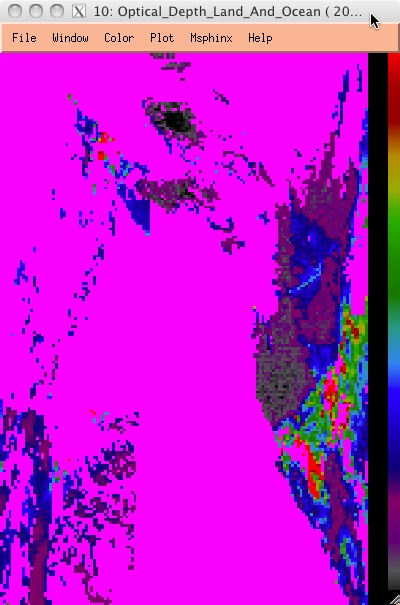 10: Optical_Depth_Land_And_Ocean ( 20...
File Window Color Plot Msphinx Help